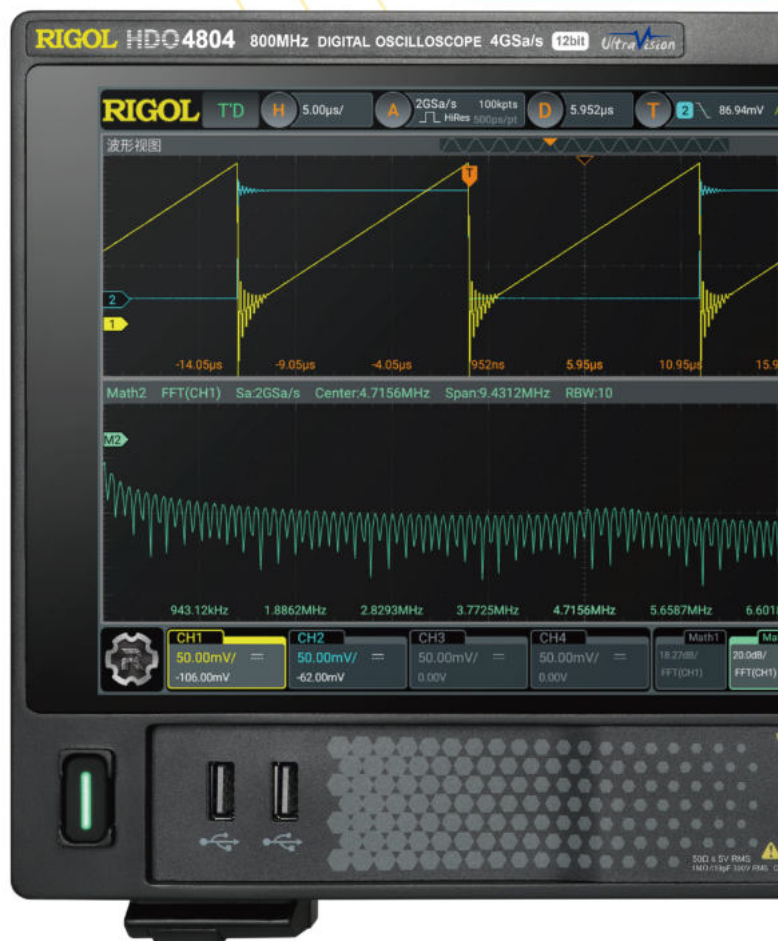 RIGOL HDO4804 800MHz DIGITAL OSCILLOSCOPE 4GSa/s 12bit UltraVision
RIGOL T'D H 5.00μs/ A 2GSa/s 100kpts HiRes 500ps/pt D 5.952μs T 2 86.94mV
波形视图
T
2
1
-14.05μs -9.05μs -4.05μs 952ns 5.95μs 10.95μs 15.9
Math2 FFT(CH1) Sa:2GSa/s Center:4.7156MHz Span:9.4312MHz RBW:10
M2
943.12kHz 1.8862MHz 2.8293MHz 3.7725MHz 4.7156MHz 5.6587MHz 6.601
CH1 CH2 CH3 CH4 Math1 Ma
50.00mV/ 50.00mV/ 50.00mV/ 50.00mV/ 18.27dB/ 20.0dB/
-106.00mV -62.00mV 0.00V 0.00V FFT(CH1) FFT(CH1)
50Ω ≤ 5V RMS